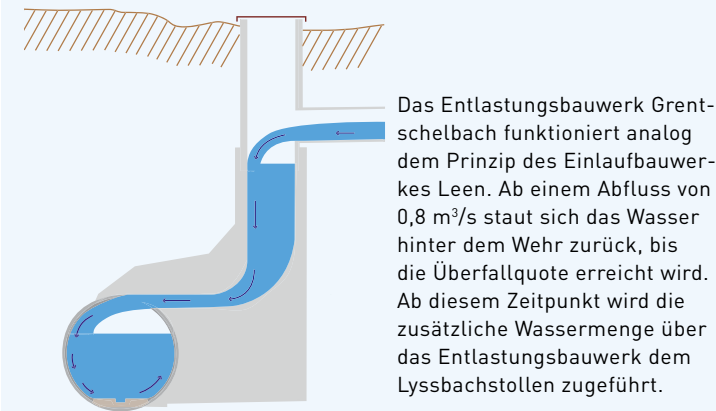 Das Entlastungsbauwerk Grent-
schelbach funktioniert analog
dem Prinzip des Einlaufbauwer-
kes Leen. Ab einem Abfluss von
0,8 m³/s staut sich das Wasser
hinter dem Wehr zurück, bis
die Überfallquote erreicht wird.
Ab diesem Zeitpunkt wird die
zusätzliche Wassermenge über
das Entlastungsbauwerk dem
Lyssbachstollen zugeführt.